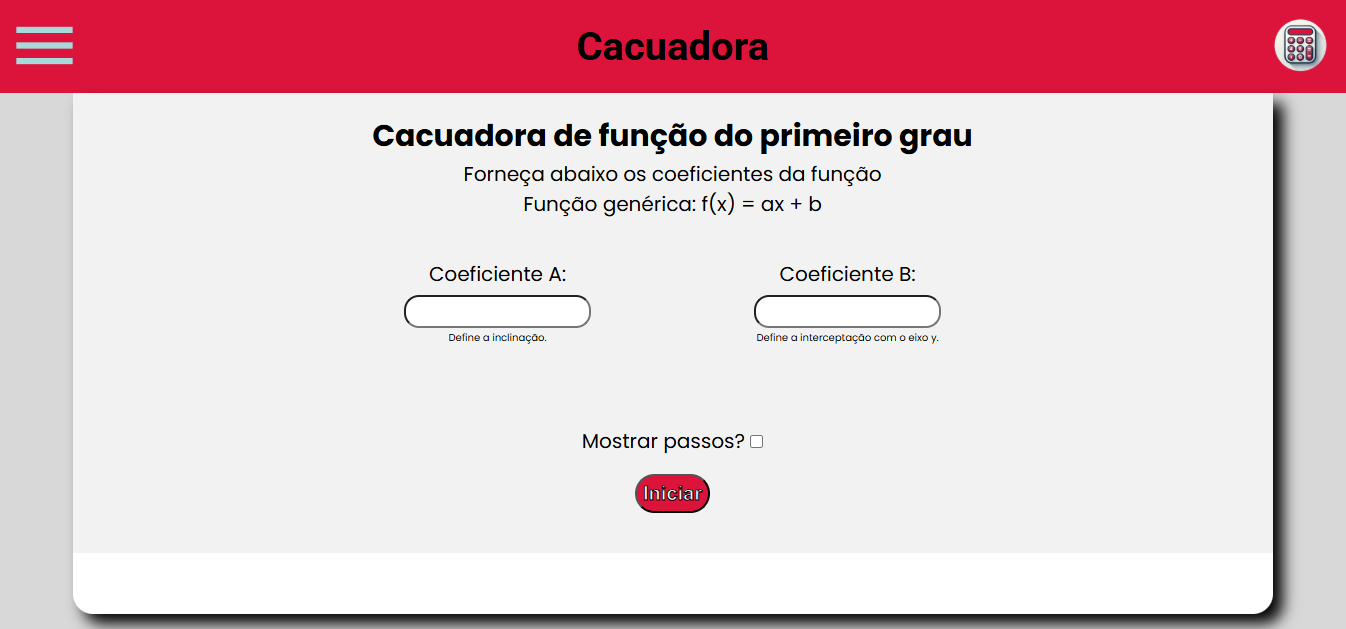 Cacuadora
Cacuadora de função do primeiro grau
Forneça abaixo os coeficientes da função
Função genérica: f(x) = ax + b
Coeficiente A:
Coeficiente B:
Define a inclinação.
Define a interceptação com o eixo y.
Mostrar passos?
Iniciar